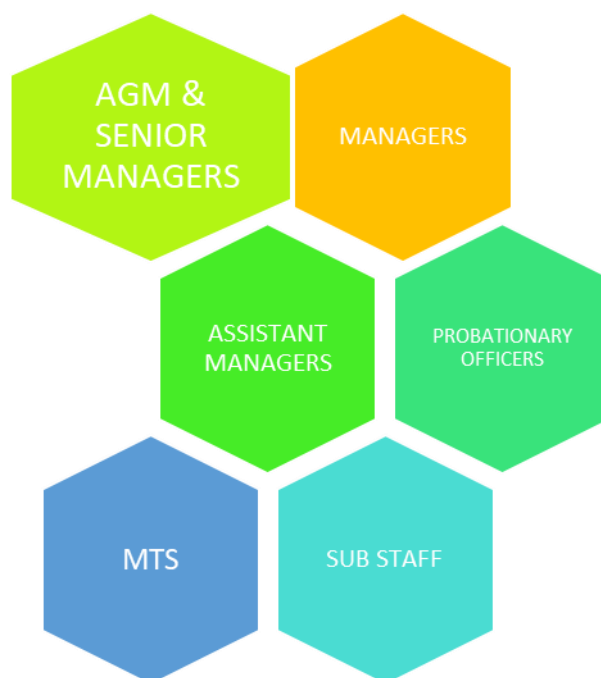 AGM &
SENIOR
MANAGERS
MANAGERS
ASSISTANT
MANAGERS
PROBATIONARY
OFFICERS
MTS
SUB STAFF